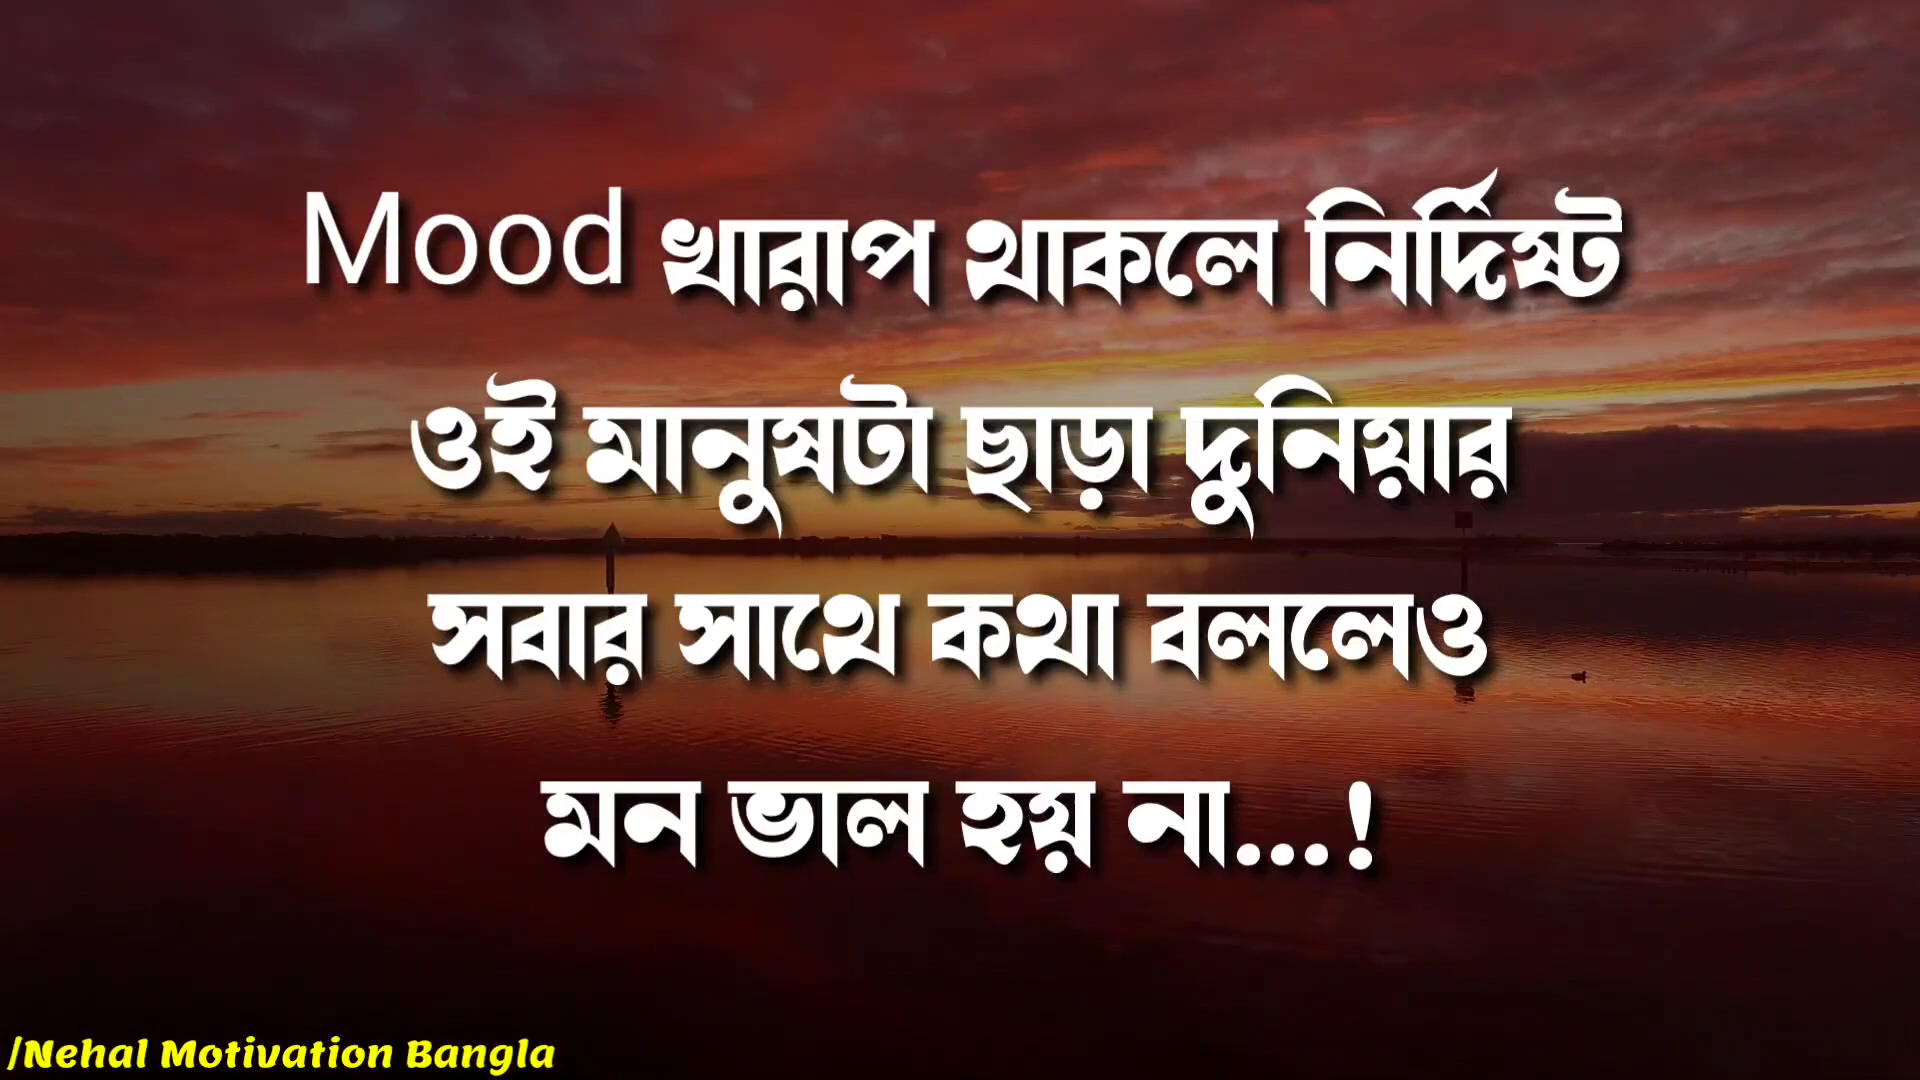 Mood খারাপ থাকলে নির্দিষ্ট
ওই মানুষটা ছাড়া দুনিয়ার
সবার সাথে কথা বললেও
মন ভাল হয় না...!
/Nehal Motivation Bangla